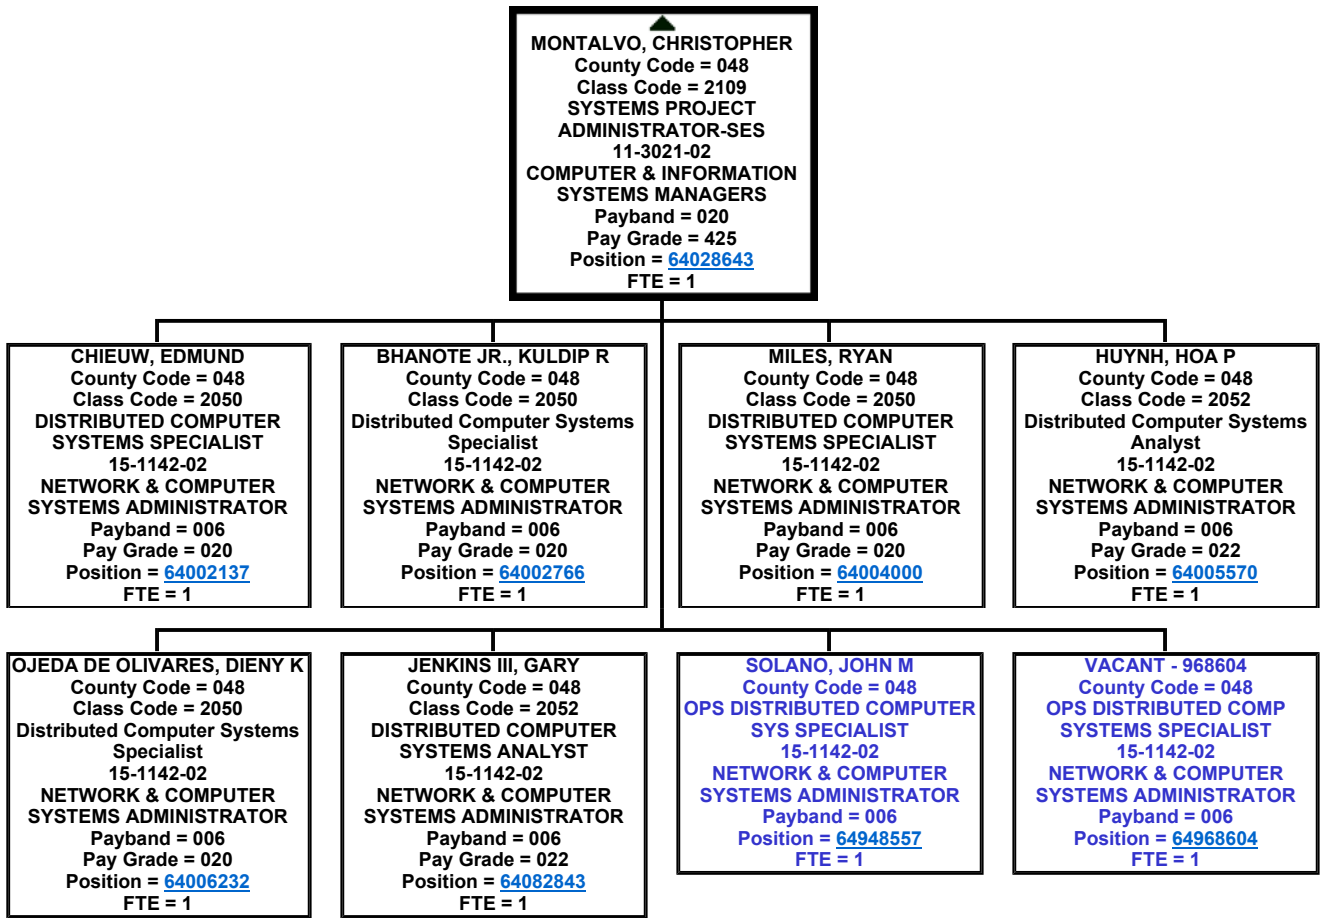 MONTALVO, CHRISTOPHER
County Code = 048
Class Code = 2109
SYSTEMS PROJECT
ADMINISTRATOR-SES
11-3021-02
COMPUTER & INFORMATION
SYSTEMS MANAGERS
Payband = 020
Pay Grade = 425
Position = 64028643
FTE = 1
CHIEUW, EDMUND
County Code = 048
Class Code = 2050
DISTRIBUTED COMPUTER
SYSTEMS SPECIALIST
15-1142-02
NETWORK & COMPUTER
SYSTEMS ADMINISTRATOR
Payband = 006
Pay Grade = 020
Position = 64002137
FTE = 1
BHANOTE JR., KULDIP R
County Code = 048
Class Code = 2050
Distributed Computer Systems
Specialist
15-1142-02
NETWORK & COMPUTER
SYSTEMS ADMINISTRATOR
Payband = 006
Pay Grade = 020
Position = 64002766
FTE = 1
MILES, RYAN
County Code = 048
Class Code = 2050
DISTRIBUTED COMPUTER
SYSTEMS SPECIALIST
15-1142-02
NETWORK & COMPUTER
SYSTEMS ADMINISTRATOR
Payband = 006
Pay Grade = 020
Position = 64004000
FTE = 1
HUYNH, HOA P
County Code = 048
Class Code = 2052
Distributed Computer Systems
Analyst
15-1142-02
NETWORK & COMPUTER
SYSTEMS ADMINISTRATOR
Payband = 006
Pay Grade = 022
Position = 64005570
FTE = 1
OJEDA DE OLIVARES, DIENY K
County Code = 048
Class Code = 2050
Distributed Computer Systems
Specialist
15-1142-02
NETWORK & COMPUTER
SYSTEMS ADMINISTRATOR
Payband = 006
Pay Grade = 020
Position = 64006232
FTE = 1
JENKINS III, GARY
County Code = 048
Class Code = 2052
DISTRIBUTED COMPUTER
SYSTEMS ANALYST
15-1142-02
NETWORK & COMPUTER
SYSTEMS ADMINISTRATOR
Payband = 006
Pay Grade = 022
Position = 64082843
FTE = 1
SOLANO, JOHN M
County Code = 048
OPS DISTRIBUTED COMPUTER
SYS SPECIALIST
15-1142-02
NETWORK & COMPUTER
SYSTEMS ADMINISTRATOR
Payband = 006
Position = 64948557
FTE = 1
VACANT - 968604
County Code = 048
OPS DISTRIBUTED COMP
SYSTEMS SPECIALIST
15-1142-02
NETWORK & COMPUTER
SYSTEMS ADMINISTRATOR
Payband = 006
Position = 64968604
FTE = 1